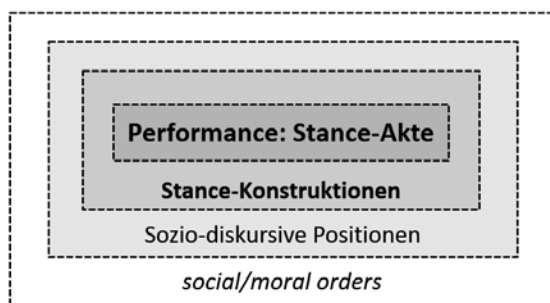 Performance: Stance-Akte
Stance-Konstruktionen
Sozio-diskursive Positionen
social/moral orders